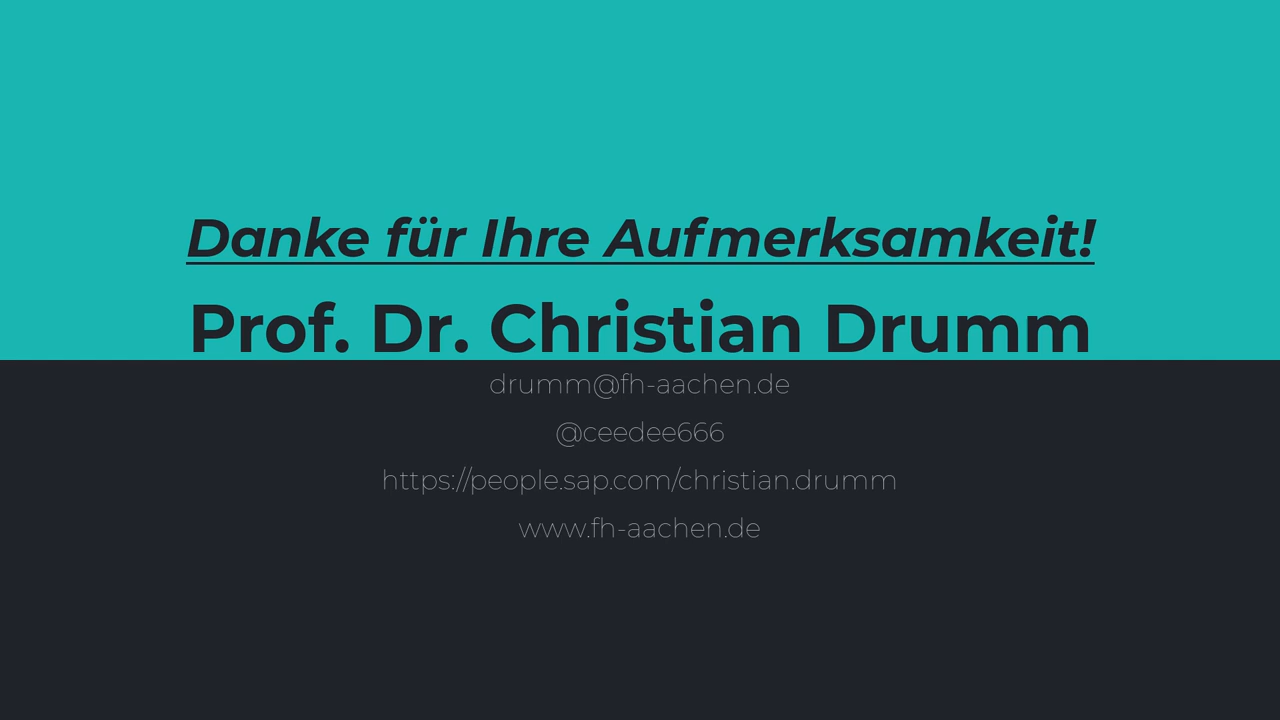 Danke für Ihre Aufmerksamkeit!
Prof. Dr. Christian Drumm
drumm@fh-aachen.de
@ceedee666
https://people.sap.com/christian.drumm
www.fh-aachen.de